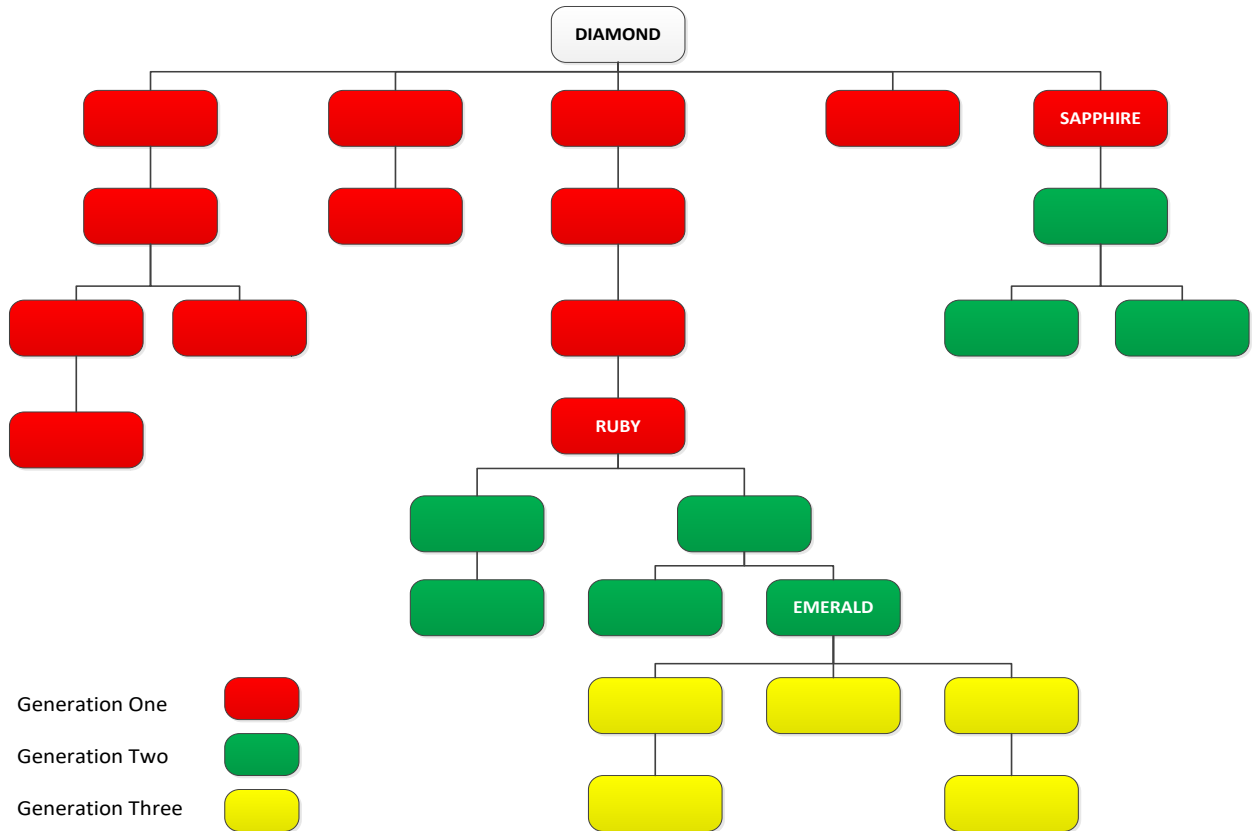 DIAMOND
SAPPHIRE
RUBY
EMERALD
Generation One
Generation Two
Generation Three